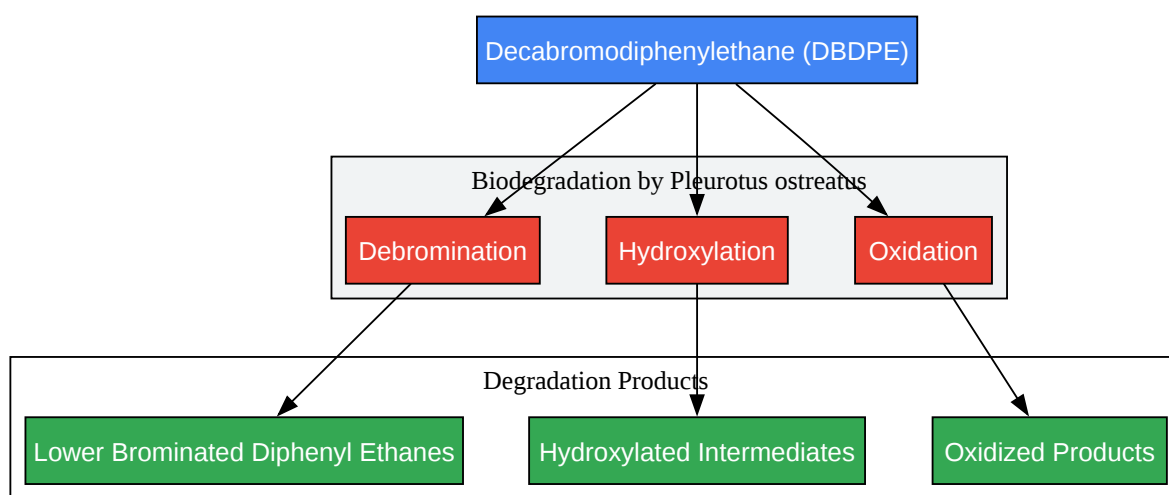 Decabromodiphenylethane (DBDPE)
Biodegradation by Pleurotus ostreatus
Debromination
Hydroxylation
Oxidation
Degradation Products
Lower Brominated Diphenyl Ethanes
Hydroxylated Intermediates
Oxidized Products